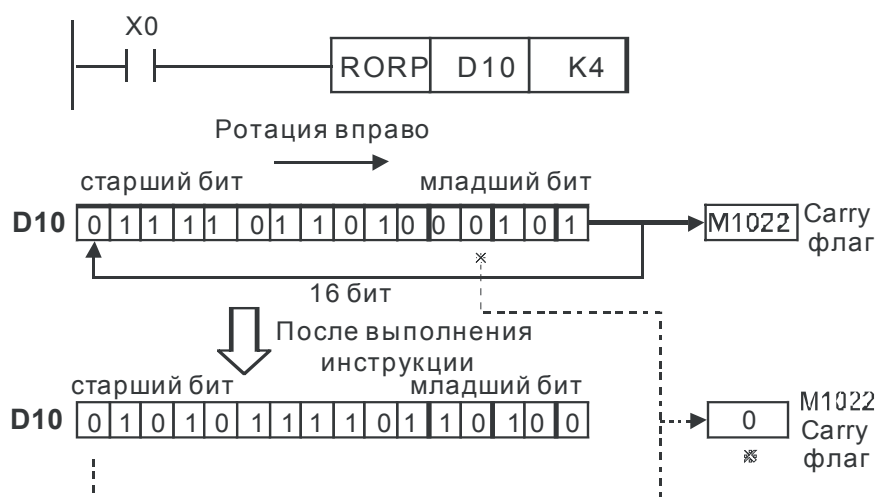 X0
RORP D10 K4
Ротация вправо
старший бит младший бит
D10 0 1 1 1 1 0 1 1 0 1 0 0 0 1 0 1 M1022 Carry флаг
※
16 бит
После выполнения
инструкции
старший бит младший бит
D10 0 1 0 1 0 1 1 1 1 0 1 1 0 1 0 0 0 M1022 Carry флаг
※